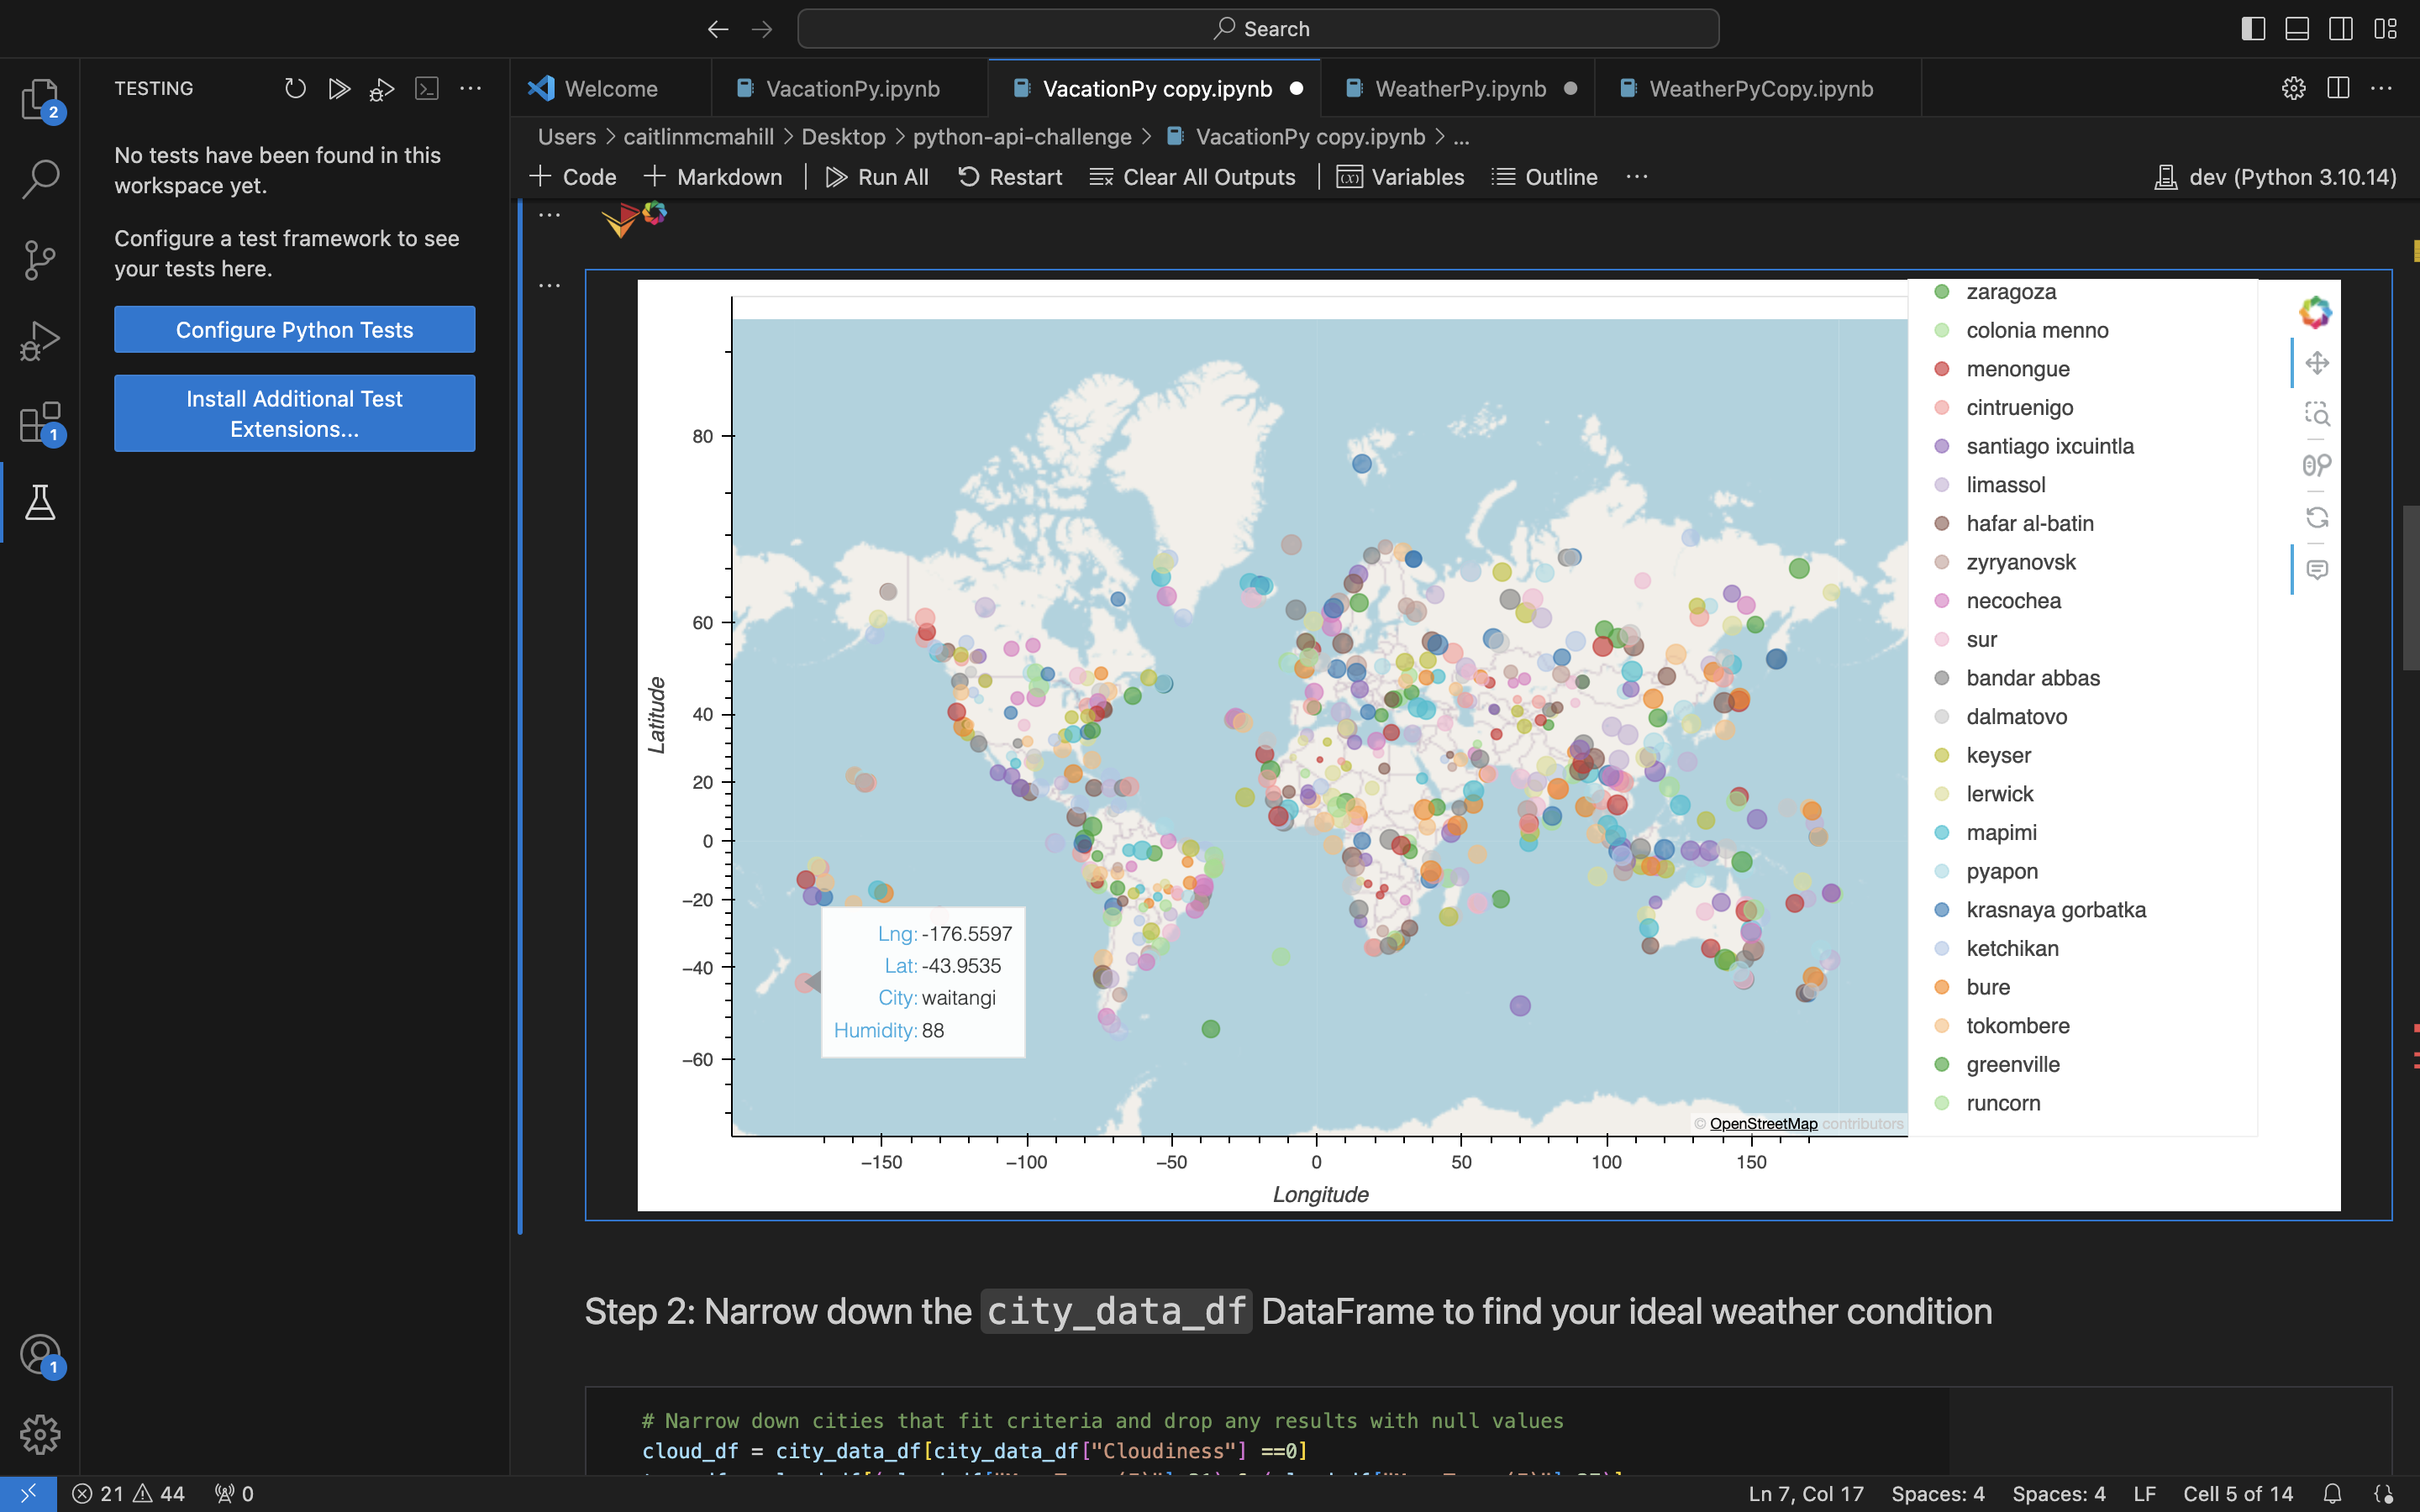 Search
TESTING
No tests have been found in this
workspace yet.
Configure a test framework to see
your tests here.
Configure Python Tests
Install Additional Test
Extensions...
2
1
1
Welcome
VacationPy.ipynb
VacationPy copy.ipynb
WeatherPy.ipynb
WeatherPyCopy.ipynb
Users > caitlinmcmahill > Desktop > python-api-challenge > VacationPy copy.ipynb > ...
+ Code + Markdown | Run All Restart Clear All Outputs | Variables Outline ...
dev (Python 3.10.14)
Latitude
80
60
40
20
0
−20
−40
−60
Lng: -176.5597
Lat: -43.9535
City: waitangi
Humidity: 88
© OpenStreetMap contributors
−150
−100
−50
0
50
100
150
Longitude
zaragoza
colonia menno
menongue
cintruenigo
santiago ixcuintla
limassol
hafar al-batin
zyryanovsk
necochea
sur
bandar abbas
dalmatovo
keyser
lerwick
mapimi
pyapon
krasnaya gorbatka
ketchikan
bure
tokombere
greenville
runcorn
Step 2: Narrow down the city_data_df DataFrame to find your ideal weather condition
# Narrow down cities that fit criteria and drop any results with null values
cloud_df = city_data_df[city_data_df["Cloudiness"] ==0]
21 44 0
Ln 7, Col 17 Spaces: 4 Spaces: 4 LF Cell 5 of 14